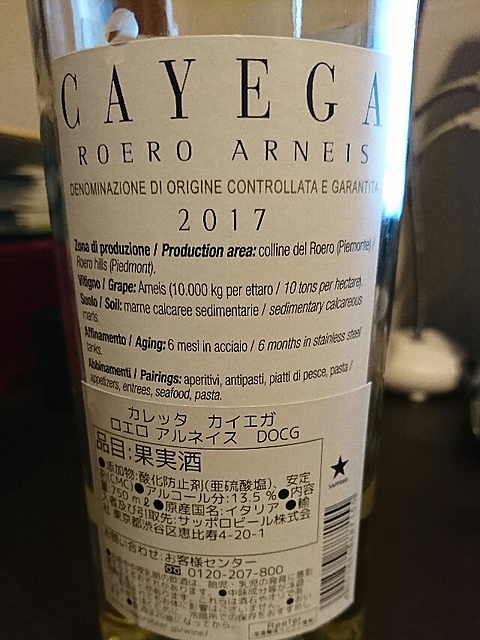 CAYEGA
ROERO ARNEIS
DENOMINAZIONE DI ORIGINE CONTROLLATA E GARANTITA
2017
Zona di produzione / Production area: colline del Roero (Piemonte) /
Roero hills (Piedmont).
Vitigno / Grape: Arneis (10.000 kg per ettaro / 10 tons per hectare).
Suolo / Soil: marne calcaree sedimentarie / sedimentary calcareous
marls
Affinamento / Aging: 6 mesi in acciaio / 6 months in stainless steel
tanks.
Abbinamenti / Pairings: aperitivi, antipasti, piatti di pesce, pasta /
appetizers, entrees, seafood, pasta.
カレッタ カイエガ
ロエロ アルネイス DOCG
品目:果実酒
●添加物:酸化防止剤(亜硫酸塩)、安定
剤(CMC)●アルコール分:13.5%●内容
量:750ml●原産国名:イタリア●輸
入者及び引取先:サッポロビール株式会
社 東京都渋谷区恵比寿4-20-1
SAPPORO
お問い合わせ:お客様センター
0120-207-800